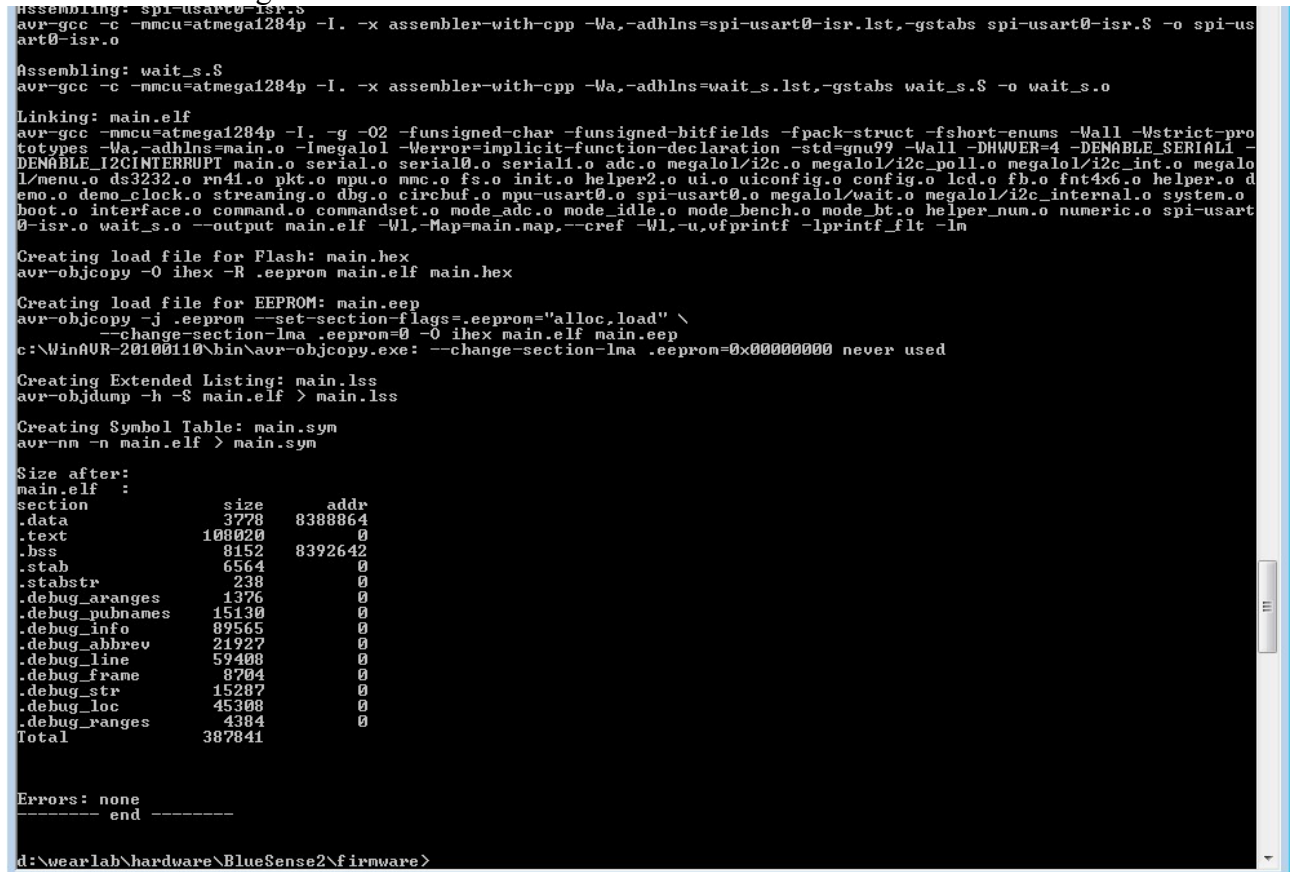 Assembling: spi-usart0-isr.S
avr-gcc -c -mmcu=atmega1284p -I. -x assembler-with-cpp -Wa,-adhlns=spi-usart0-isr.lst,-gstabs spi-usart0-isr.S -o spi-us
art0-isr.o
Assembling: wait_s.S
avr-gcc -c -mmcu=atmega1284p -I. -x assembler-with-cpp -Wa,-adhlns=wait_s.lst,-gstabs wait_s.S -o wait_s.o
Linking: main.elf
avr-gcc -mmcu=atmega1284p -I. -g -O2 -funsigned-char -funsigned-bitfields -fpack-struct -fshort-enums -Wall -Wstrict-pro
totypes -Wa,-adhlns=main.o -Imegalol -Werror=implicit-function-declaration -std=gnu99 -Wall -DHWVER=4 -DENABLE_SERIAL1 -
DENABLE_I2CINTERRUPT main.o serial.o serial0.o serial1.o adc.o megalol/i2c.o megalol/i2c_poll.o megalol/i2c_int.o megalo
l/menu.o ds3232.o rn41.o pkt.o mpu.o mmc.o fs.o init.o helper2.o ui.o uiconfig.o config.o lcd.o fb.o fnt4x6.o helper.o d
emo.o demo_clock.o streaming.o dbg.o circbuf.o mpu-usart0.o spi-usart0.o megalol/wait.o megalol/i2c_internal.o system.o
boot.o interface.o command.o commandset.o mode_adc.o mode_idle.o mode_bench.o mode_bt.o helper_num.o numeric.o spi-usart
0-isr.o wait_s.o --output main.elf -Wl,-Map=main.map,--cref -Wl,-u,vfprintf -lprintf_flt -lm
Creating load file for Flash: main.hex
avr-objcopy -O ihex -R .eeprom main.elf main.hex
Creating load file for EEPROM: main.eep
avr-objcopy -j .eeprom --set-section-flags=.eeprom="alloc,load" \
--change-section-lma .eeprom=0 -O ihex main.elf main.eep
c:\WinAVR-20100110\bin\avr-objcopy.exe: --change-section-lma .eeprom=0x00000000 never used
Creating Extended Listing: main.lss
avr-objdump -h -S main.elf > main.lss
Creating Symbol Table: main.sym
avr-nm -n main.elf > main.sym
Size after:
main.elf  :
section size addr
.data 3778 8388864
.text 108020 0
.bss 8152 8392642
.stab 6564 0
.stabstr 238 0
.debug_aranges 1376 0
.debug_pubnames 15130 0
.debug_info 89565 0
.debug_abbrev 21927 0
.debug_line 59408 0
.debug_frame 8704 0
.debug_str 15287 0
.debug_loc 45308 0
.debug_ranges 4384 0
Total 387841
Errors: none
-------- end --------
d:\wearlab\hardware\BlueSense2\firmware>